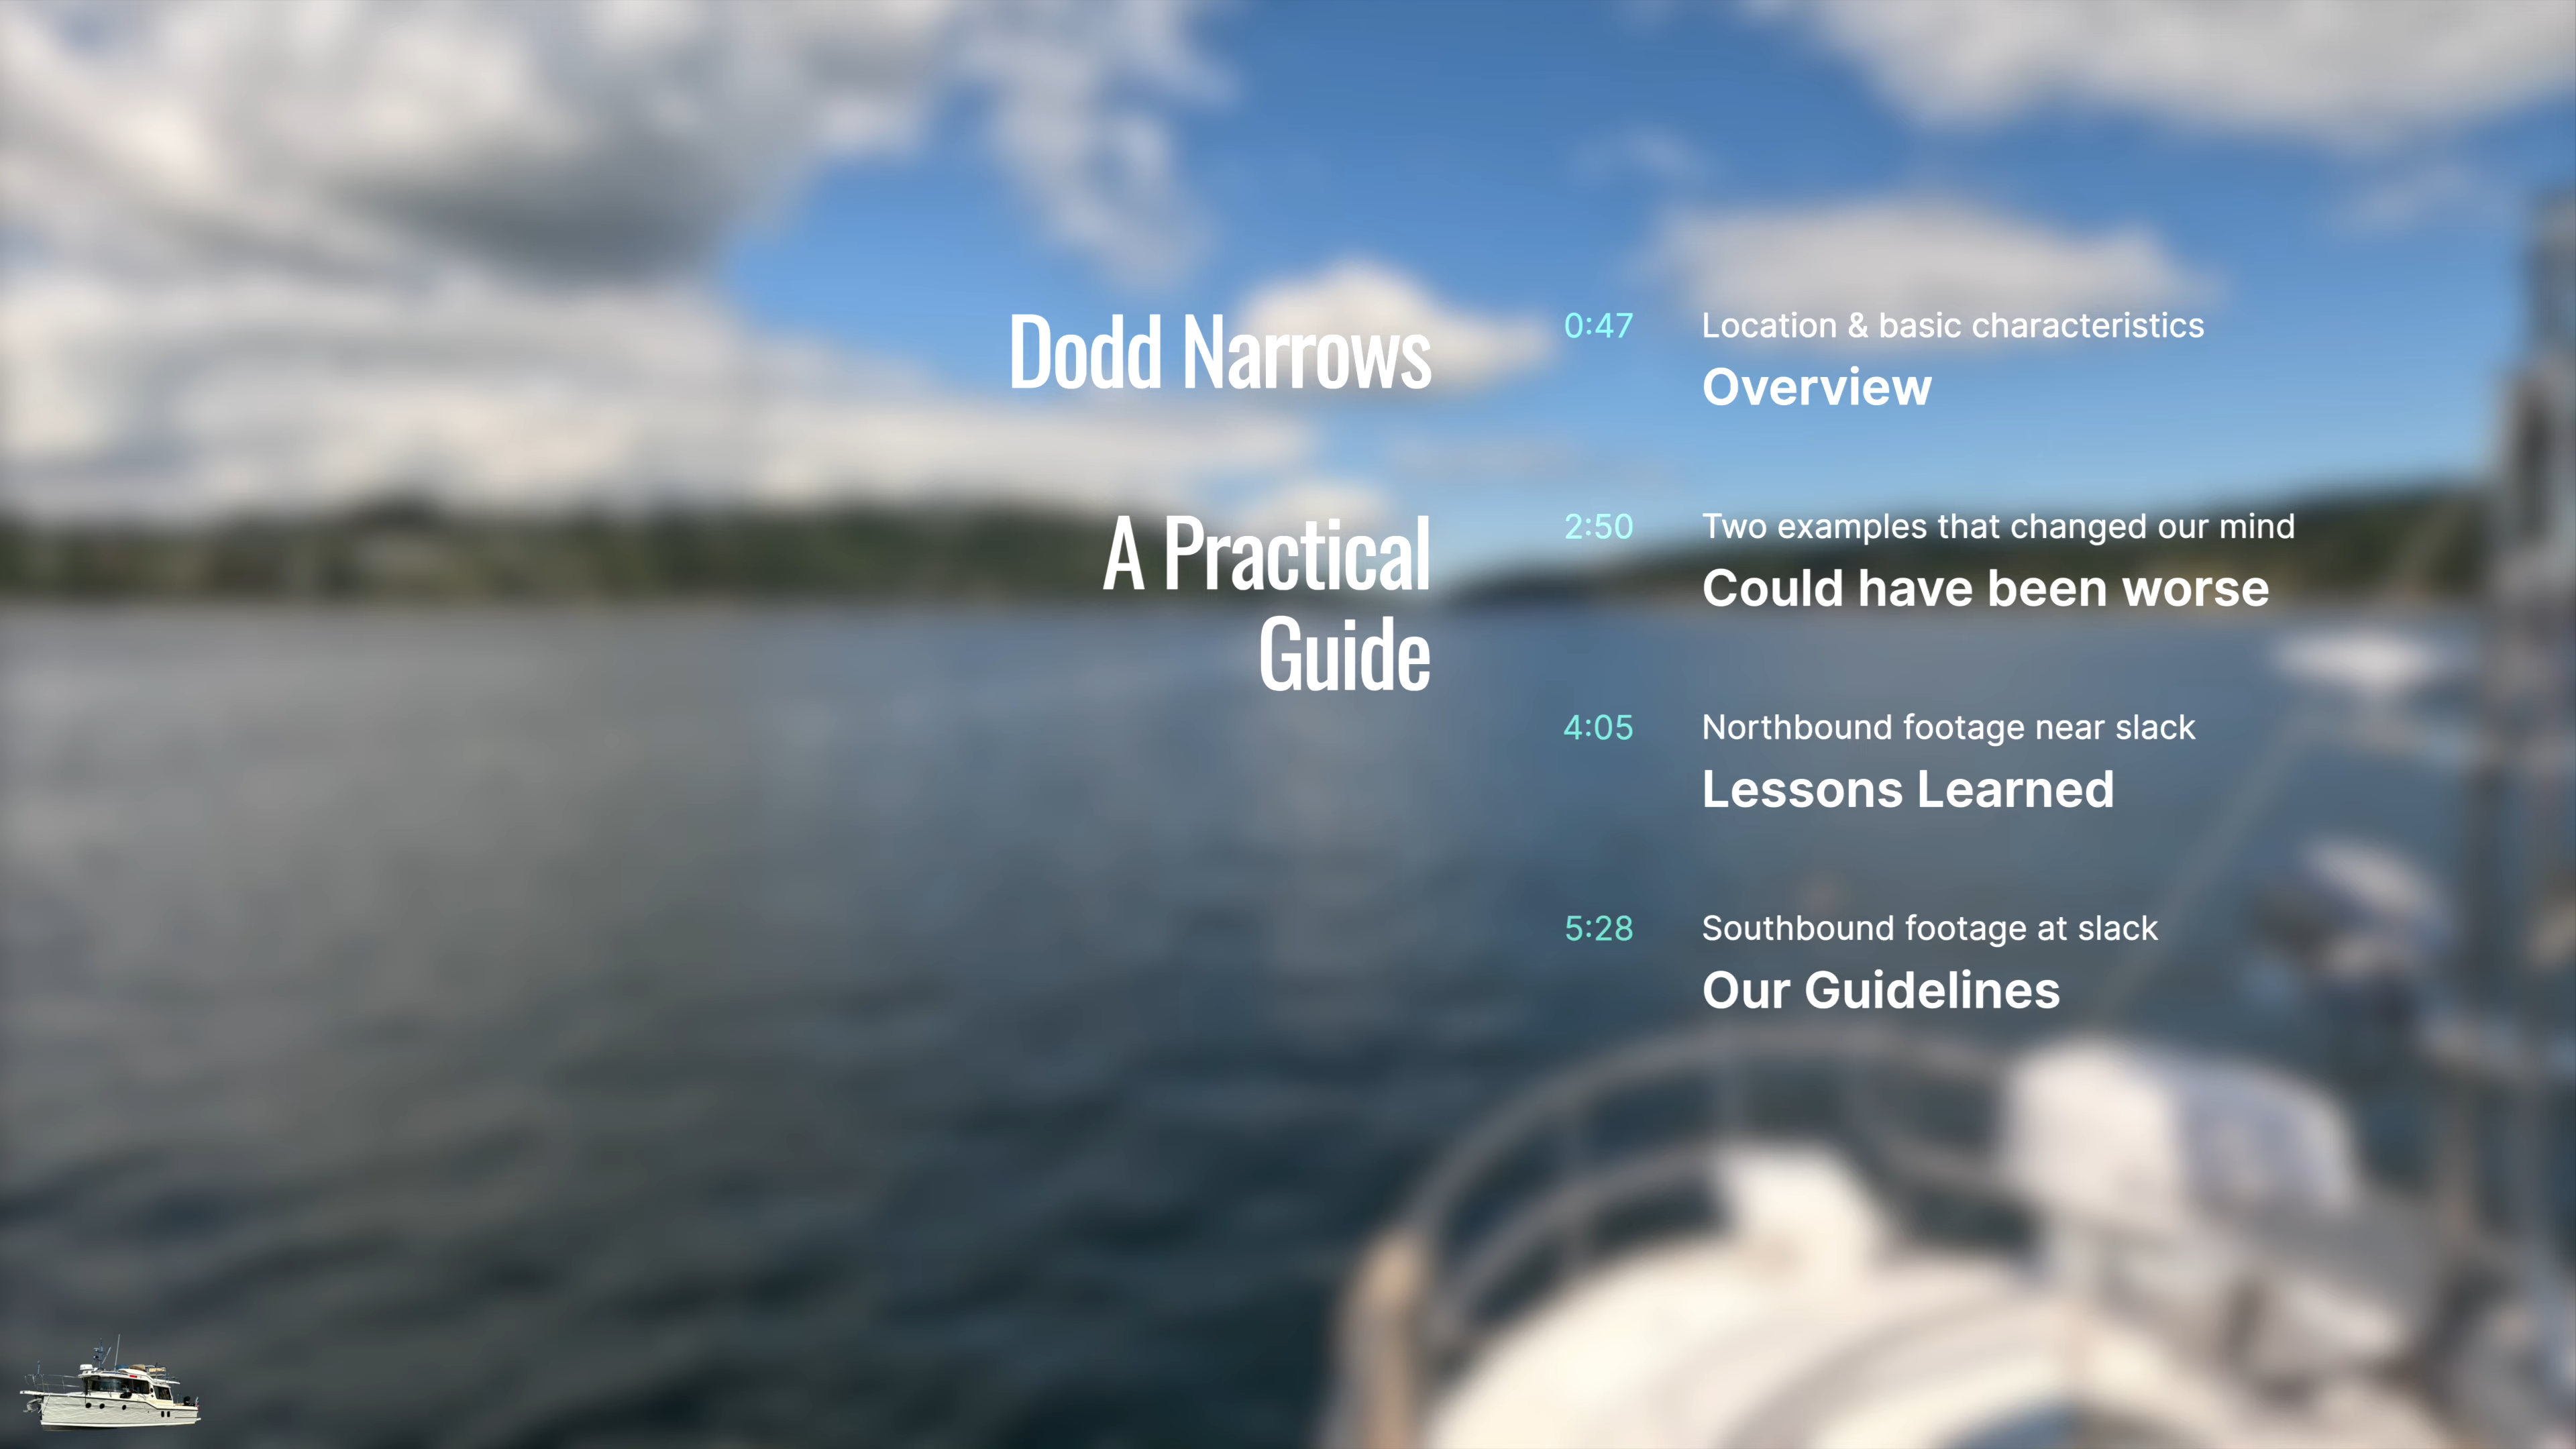 Dodd Narrows
A Practical
Guide
0:47
Location & basic characteristics
Overview
2:50
Two examples that changed our mind
Could have been worse
4:05
Northbound footage near slack
Lessons Learned
5:28
Southbound footage at slack
Our Guidelines